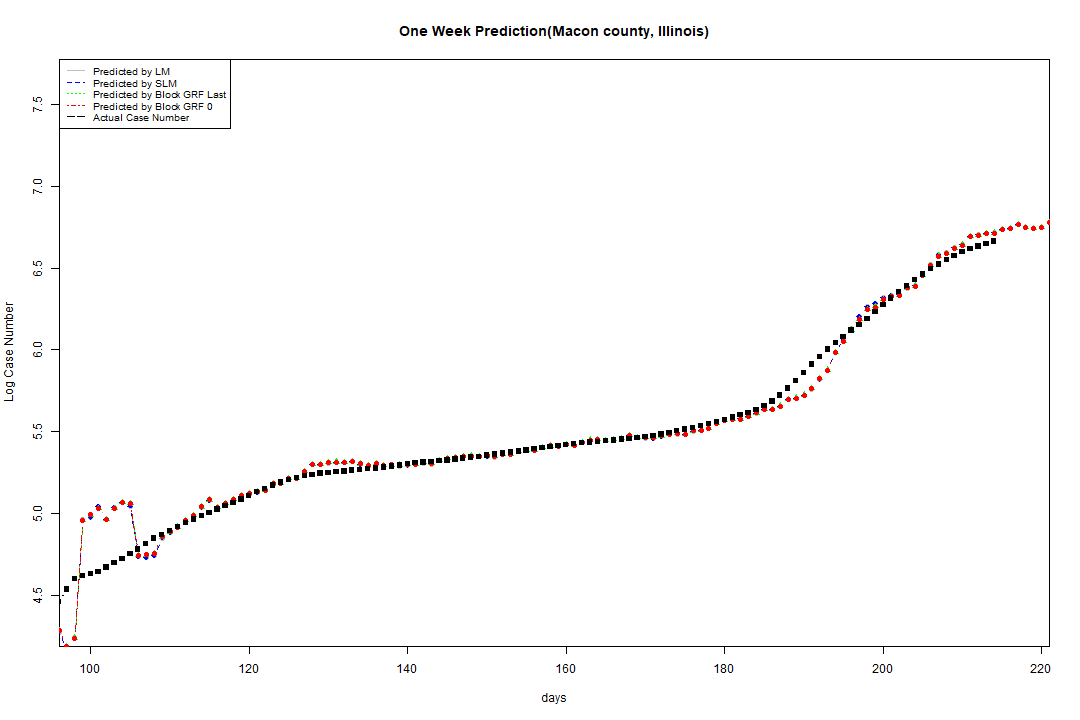 One Week Prediction(Macon county, Illinois)
Predicted by LM
Predicted by SLM
Predicted by Block GRF Last
Predicted by Block GRF 0
Actual Case Number
7.5
7.0
6.5
6.0
5.5
5.0
4.5
Log Case Number
100 120 140 160 180 200 220
days